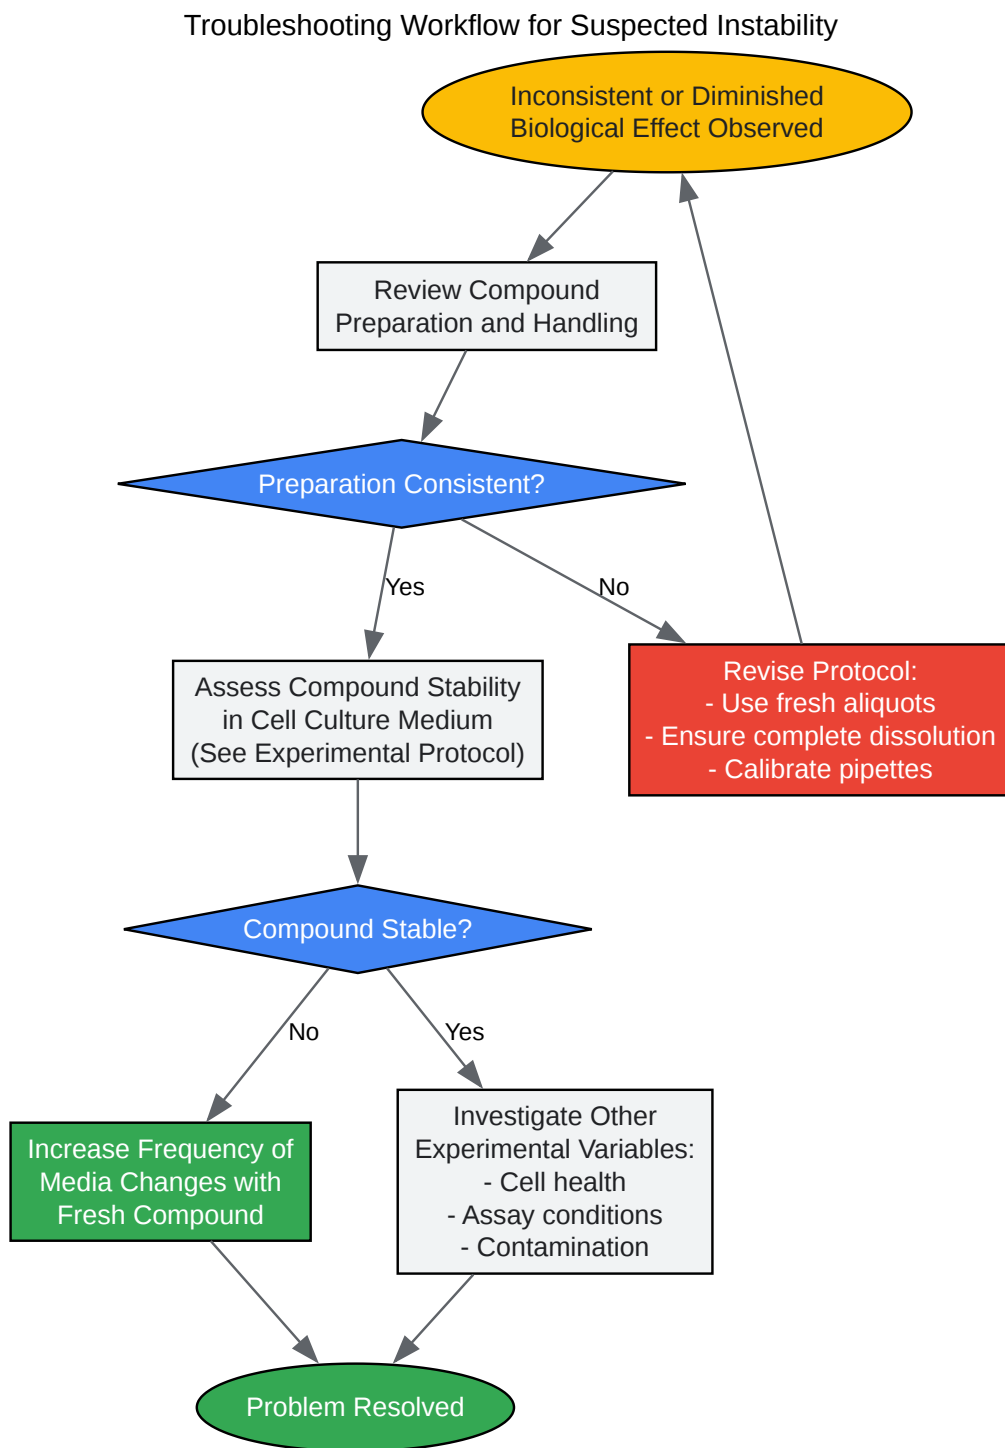 Troubleshooting Workflow for Suspected Instability
Inconsistent or Diminished
Biological Effect Observed
Review Compound
Preparation and Handling
Preparation Consistent?
Yes
No
Assess Compound Stability
in Cell Culture Medium
(See Experimental Protocol)
Revise Protocol:
- Use fresh aliquots
- Ensure complete dissolution
- Calibrate pipettes
Compound Stable?
No
Yes
Increase Frequency of
Media Changes with
Fresh Compound
Investigate Other
Experimental Variables:
- Cell health
- Assay conditions
- Contamination
Problem Resolved